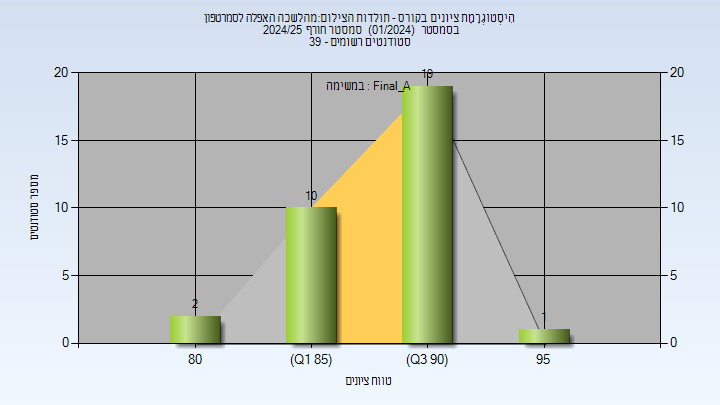 היסטוגרמת ציונים בקורס - תולדות הצילום:מהלשכה האפלה לסמרטפון
בסמסטר (01/2024) סמסטר חורף 2024/25
סטודנטים רשומים - 39
במשימה : Final_A
מספר סטודנטים
20
15
10
5
0
20
15
10
5
0
2
10
19
1
80
(Q1 85)
(Q3 90)
95
טווח ציונים